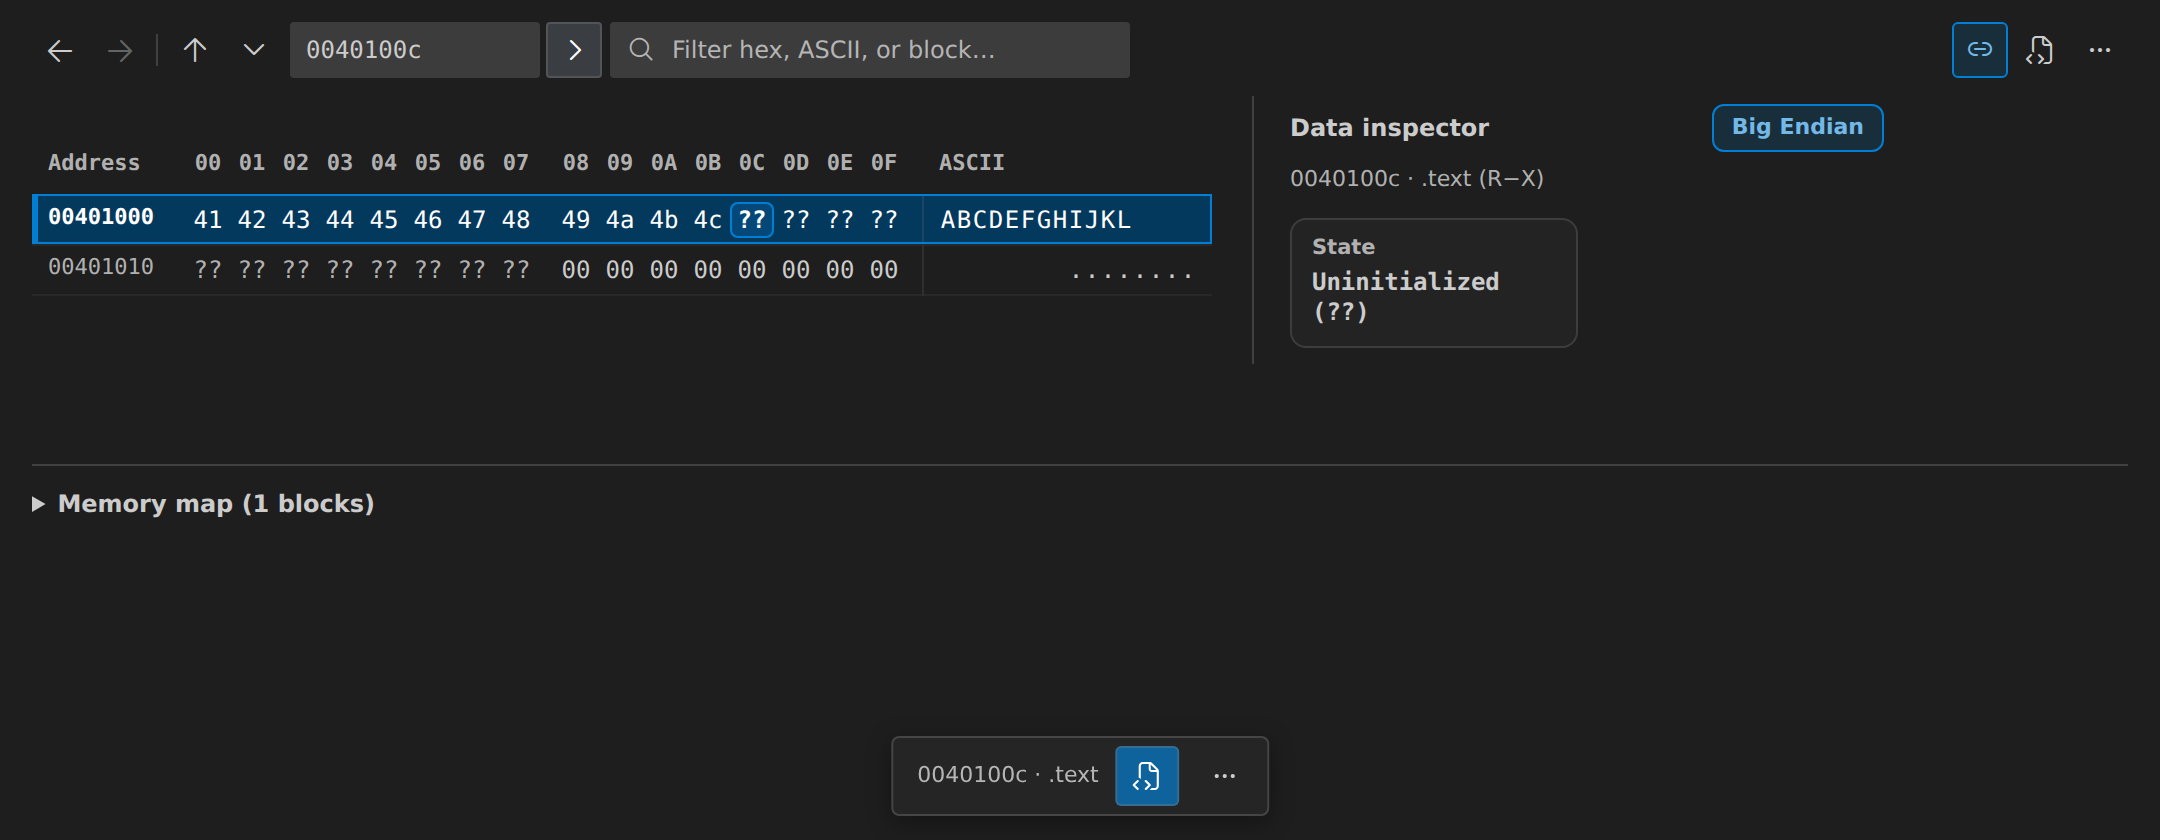 0040100c
Filter hex, ASCII, or block...
Address 00 01 02 03 04 05 06 07 08 09 0A 0B 0C 0D 0E 0F ASCII
00401000 41 42 43 44 45 46 47 48 49 4a 4b 4c ?? ?? ?? ?? ABCDEFGHIJKL
00401010 ?? ?? ?? ?? ?? ?? ?? ?? 00 00 00 00 00 00 00 00 ........
Data inspector
Big Endian
0040100c · .text (R−X)
State
Uninitialized
(??)
Memory map (1 blocks)
0040100c · .text